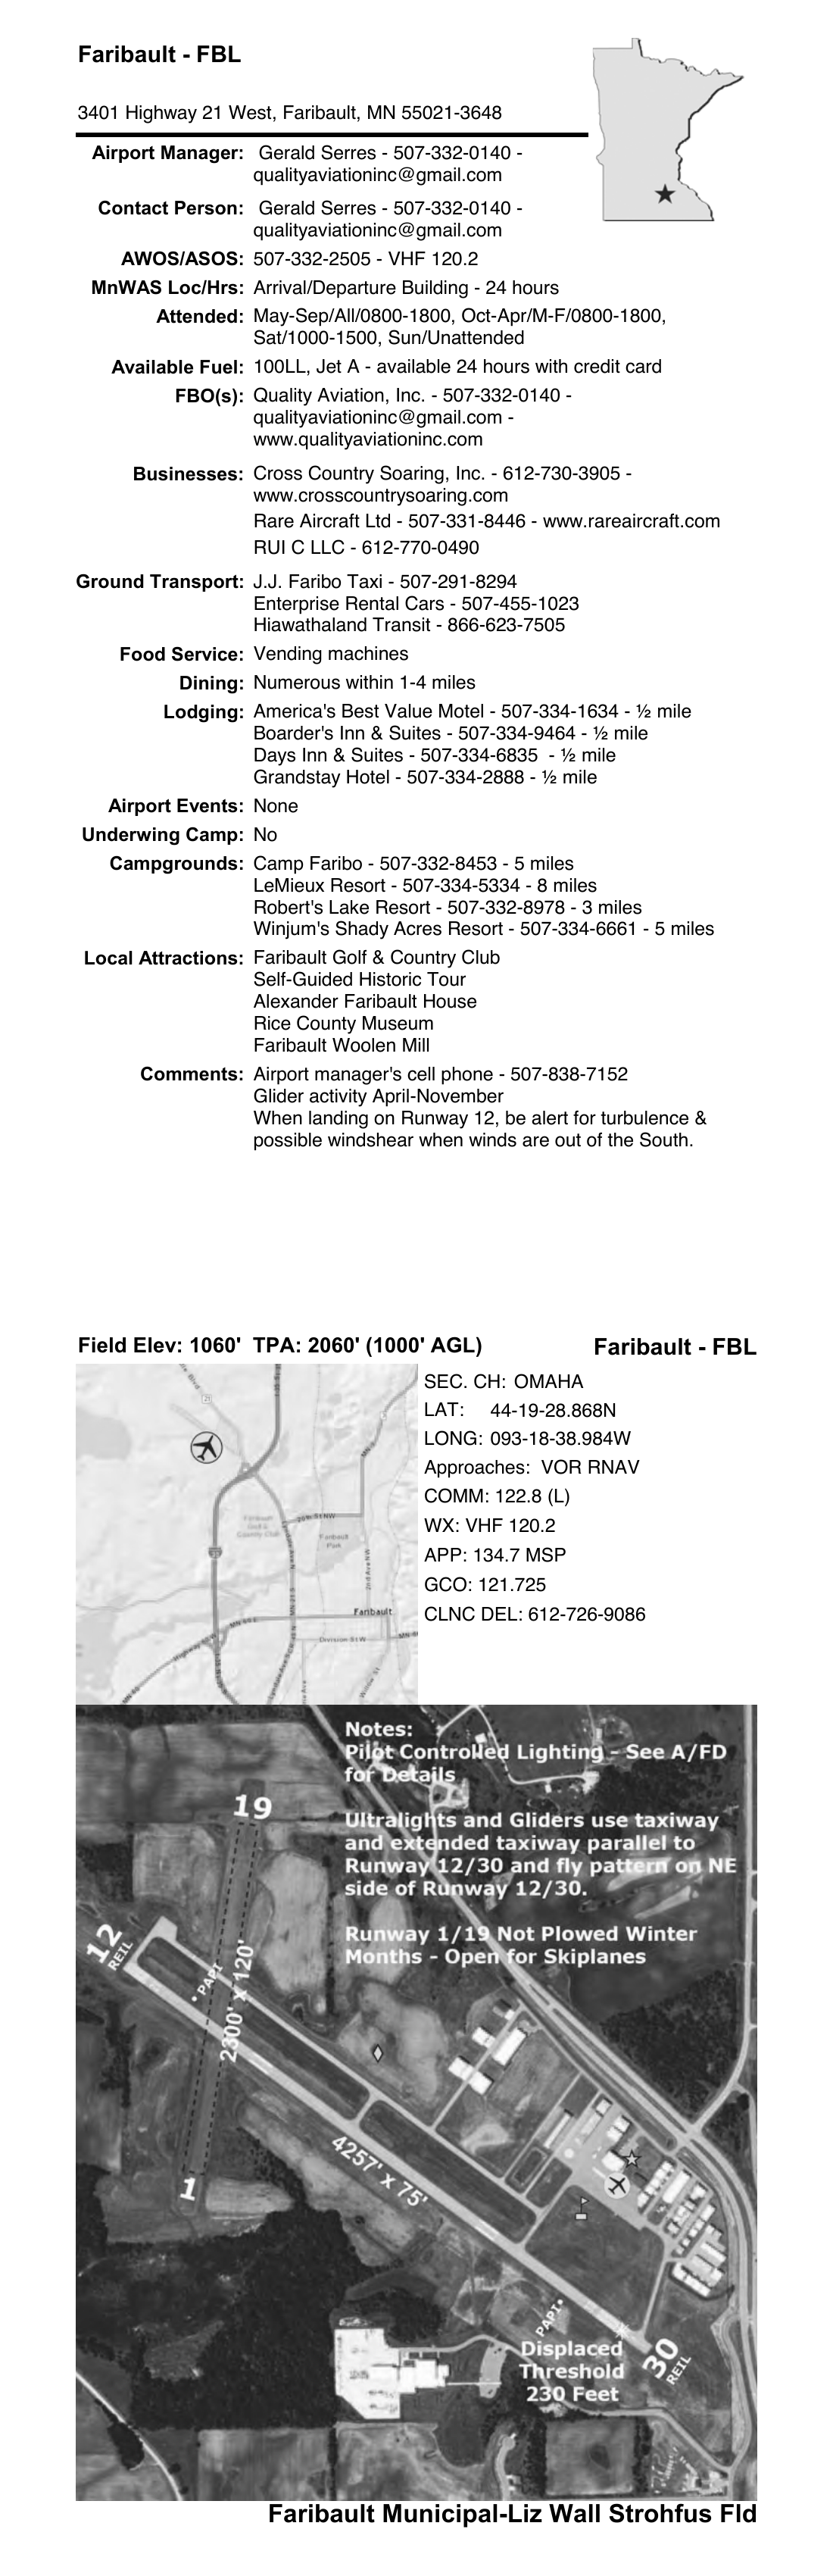 Faribault - FBL
3401 Highway 21 West, Faribault, MN 55021-3648
Airport Manager: Gerald Serres - 507-332-0140 -
qualityaviationinc@gmail.com
Contact Person: Gerald Serres - 507-332-0140 -
qualityaviationinc@gmail.com
AWOS/ASOS: 507-332-2505 - VHF 120.2
MnWAS Loc/Hrs: Arrival/Departure Building - 24 hours
Attended: May-Sep/All/0800-1800, Oct-Apr/M-F/0800-1800,
Sat/1000-1500, Sun/Unattended
Available Fuel: 100LL, Jet A - available 24 hours with credit card
FBO(s): Quality Aviation, Inc. - 507-332-0140 -
qualityaviationinc@gmail.com -
www.qualityaviationinc.com
Businesses: Cross Country Soaring, Inc. - 612-730-3905 -
www.crosscountrysoaring.com
Rare Aircraft Ltd - 507-331-8446 - www.rareaircraft.com
RUI C LLC - 612-770-0490
Ground Transport: J.J. Faribo Taxi - 507-291-8294
Enterprise Rental Cars - 507-455-1023
Hiawathaland Transit - 866-623-7505
Food Service: Vending machines
Dining: Numerous within 1-4 miles
Lodging: America's Best Value Motel - 507-334-1634 - ½ mile
Boarder's Inn & Suites - 507-334-9464 - ½ mile
Days Inn & Suites - 507-334-6835 - ½ mile
Grandstay Hotel - 507-334-2888 - ½ mile
Airport Events: None
Underwing Camp: No
Campgrounds: Camp Faribo - 507-332-8453 - 5 miles
LeMieux Resort - 507-334-5334 - 8 miles
Robert's Lake Resort - 507-332-8978 - 3 miles
Winjum's Shady Acres Resort - 507-334-6661 - 5 miles
Local Attractions: Faribault Golf & Country Club
Self-Guided Historic Tour
Alexander Faribault House
Rice County Museum
Faribault Woolen Mill
Comments: Airport manager's cell phone - 507-838-7152
Glider activity April-November
When landing on Runway 12, be alert for turbulence &
possible windshear when winds are out of the South.
Field Elev: 1060' TPA: 2060' (1000' AGL)
Faribault - FBL
SEC. CH: OMAHA
LAT: 44-19-28.868N
LONG: 093-18-38.984W
Approaches: VOR RNAV
COMM: 122.8 (L)
WX: VHF 120.2
APP: 134.7 MSP
GCO: 121.725
CLNC DEL: 612-726-9086
21
Faribault
Golf &
Country Club
20th St NW
Faribault
Park
2nd Ave NW
Faribault
Division St W
Notes:
Pilot Controlled Lighting - See A/FD
for Details
Ultralights and Gliders use taxiway
and extended taxiway parallel to
Runway 12/30 and fly pattern on NE
side of Runway 12/30.
Runway 1/19 Not Plowed Winter
Months - Open for Skiplanes
19
12
REIL
PAPI
2300' x 120'
4257' x 75'
1
PAPI
Displaced
Threshold
230 Feet
30
REIL
Faribault Municipal-Liz Wall Strohfus Fld